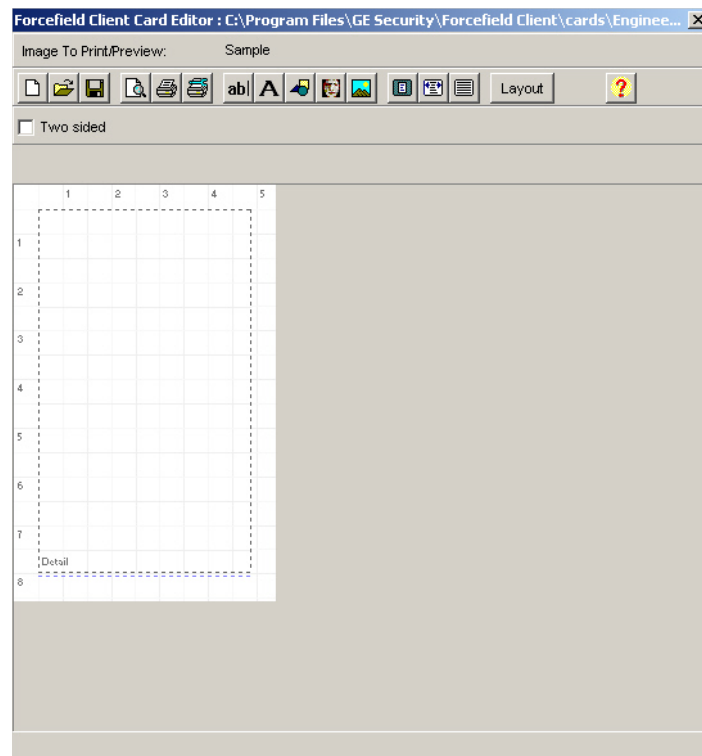 Forcefield Client Card Editor : C:\Program Files\GE Security\Forcefield Client\cards\Enginee...
Image To Print/Preview: Sample
ab| A Layout ?
Two sided
1 2 3 4 5
1
2
3
4
5
6
7
Detail
8